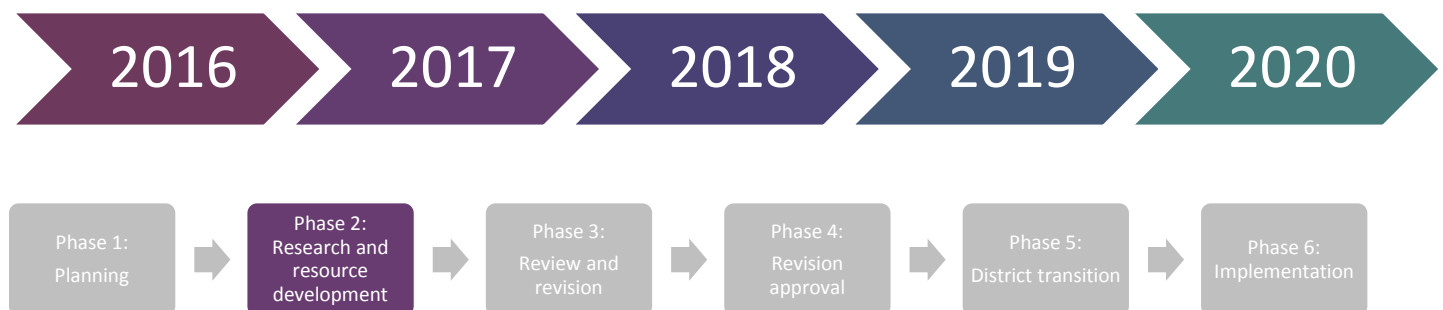 2016
2017
2018
2019
2020
Phase 1:
Planning
Phase 2:
Research and
resource
development
Phase 3:
Review and
revision
Phase 4:
Revision
approval
Phase 5:
District transition
Phase 6:
Implementation